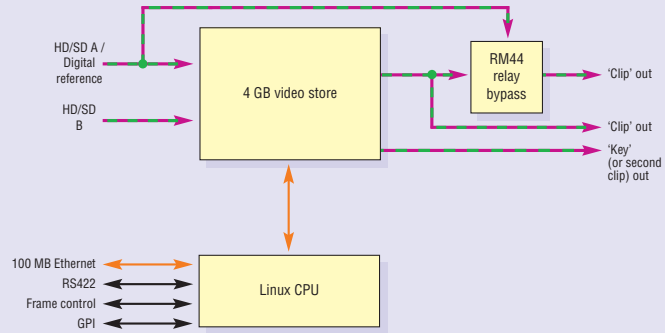 HD/SD A /
Digital
reference
HD/SD
B
4 GB video store
RM44
relay
bypass
'Clip' out
'Clip' out
'Key'
(or second
clip) out
100 MB Ethernet
RS422
Frame control
GPI
Linux CPU